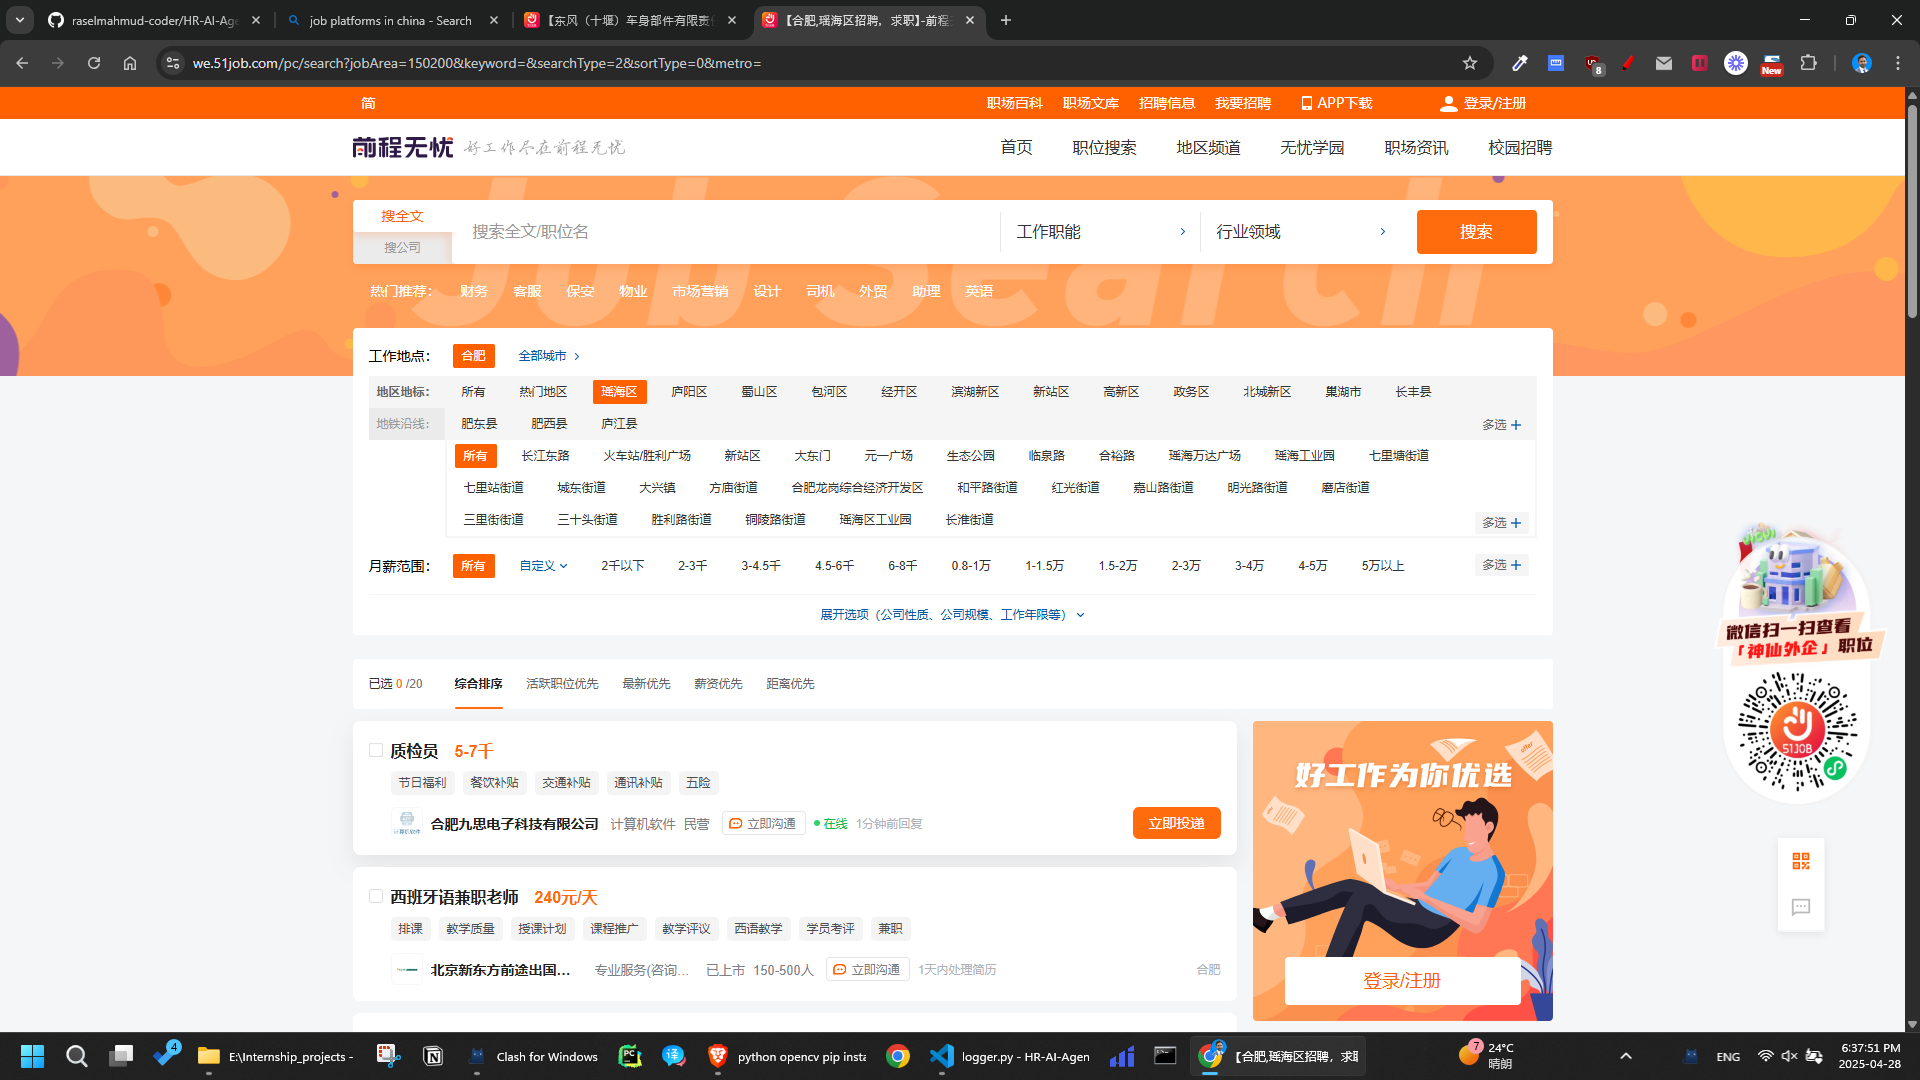 raselmahmud-coder/HR-AI-Age
job platforms in china - Search
【东风（十堰）车身部件有限责
【合肥,瑶海区招聘，求职】-前程
we.51job.com/pc/search?jobArea=150200&keyword=&searchType=2&sortType=0&metro=
8
New
简
职场百科 职场文库 招聘信息 我要招聘 APP下载 登录/注册
前程无忧 好工作尽在前程无忧
首页 职位搜索 地区频道 无忧学园 职场资讯 校园招聘
Job Search
搜全文
搜公司
搜索全文/职位名 工作职能 行业领域 搜索
热门推荐： 财务 客服 保安 物业 市场营销 设计 司机 外贸 助理 英语
工作地点： 合肥 全部城市
地区地标： 所有 热门地区 瑶海区 庐阳区 蜀山区 包河区 经开区 滨湖新区 新站区 高新区 政务区 北城新区 巢湖市 长丰县
地铁沿线： 肥东县 肥西县 庐江县 多选
所有 长江东路 火车站/胜利广场 新站区 大东门 元一广场 生态公园 临泉路 合裕路 瑶海万达广场 瑶海工业园 七里塘街道
七里站街道 城东街道 大兴镇 方庙街道 合肥龙岗综合经济开发区 和平路街道 红光街道 嘉山路街道 明光路街道 磨店街道
三里街街道 三十头街道 胜利路街道 铜陵路街道 瑶海区工业园 长淮街道 多选
月薪范围： 所有 自定义 2千以下 2-3千 3-4.5千 4.5-6千 6-8千 0.8-1万 1-1.5万 1.5-2万 2-3万 3-4万 4-5万 5万以上 多选
展开选项（公司性质、公司规模、工作年限等）
已选 0 /20 综合排序 活跃职位优先 最新优先 薪资优先 距离优先
质检员 5-7千
节日福利 餐饮补贴 交通补贴 通讯补贴 五险
计算机软件
合肥九思电子科技有限公司 计算机软件 民营 立即沟通 在线 1分钟前回复 立即投递
西班牙语兼职老师 240元/天
排课 教学质量 授课计划 课程推广 教学评议 西语教学 学员考评 兼职
北京新东方前途出国... 专业服务(咨询... 已上市 150-500人 立即沟通 1天内处理简历 合肥
好工作为你优选
offer
登录/注册
微信扫一扫查看
「神仙外企」职位
51JOB
4
E:\Internship_projects -
Clash for Windows
PC
译
python opencv pip insta
logger.py - HR-AI-Agen
【合肥,瑶海区招聘，求职
7
24°C
晴朗
ENG
6:37:51 PM
2025-04-28